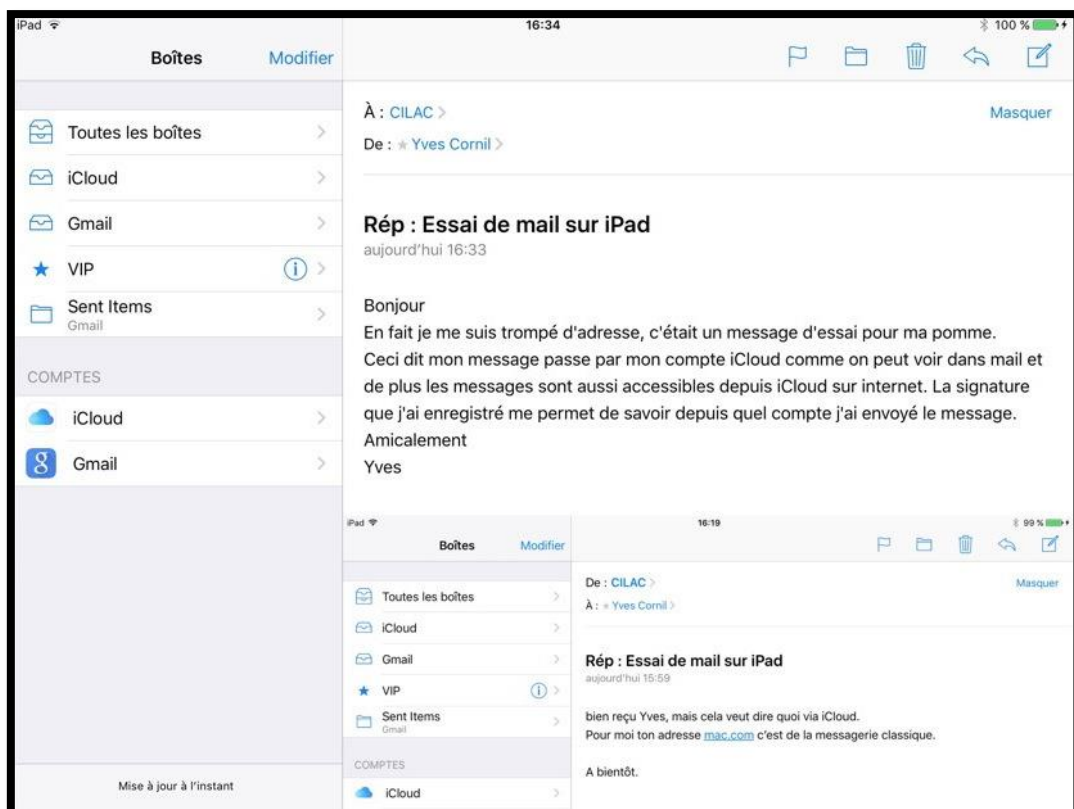 iPad 16:34 100 %
Boîtes Modifier
Toutes les boîtes
iCloud
Gmail
VIP
Sent Items
Gmail
COMPTES
iCloud
Gmail
Mise à jour à l'instant
À : CILAC Masquer
De : Yves Cornil
Rép : Essai de mail sur iPad
aujourd'hui 16:33
Bonjour
En fait je me suis trompé d'adresse, c'était un message d'essai pour ma pomme.
Ceci dit mon message passe par mon compte iCloud comme on peut voir dans mail et
de plus les messages sont aussi accessibles depuis iCloud sur internet. La signature
que j'ai enregistré me permet de savoir depuis quel compte j'ai envoyé le message.
Amicalement
Yves
iPad 16:19 99 %
Boîtes Modifier
Toutes les boîtes
iCloud
Gmail
VIP
Sent Items
Gmail
COMPTES
iCloud
De : CILAC Masquer
À : Yves Cornil
Rép : Essai de mail sur iPad
aujourd'hui 15:59
bien reçu Yves, mais cela veut dire quoi via iCloud.
Pour moi ton adresse mac.com c'est de la messagerie classique.
A bientôt.